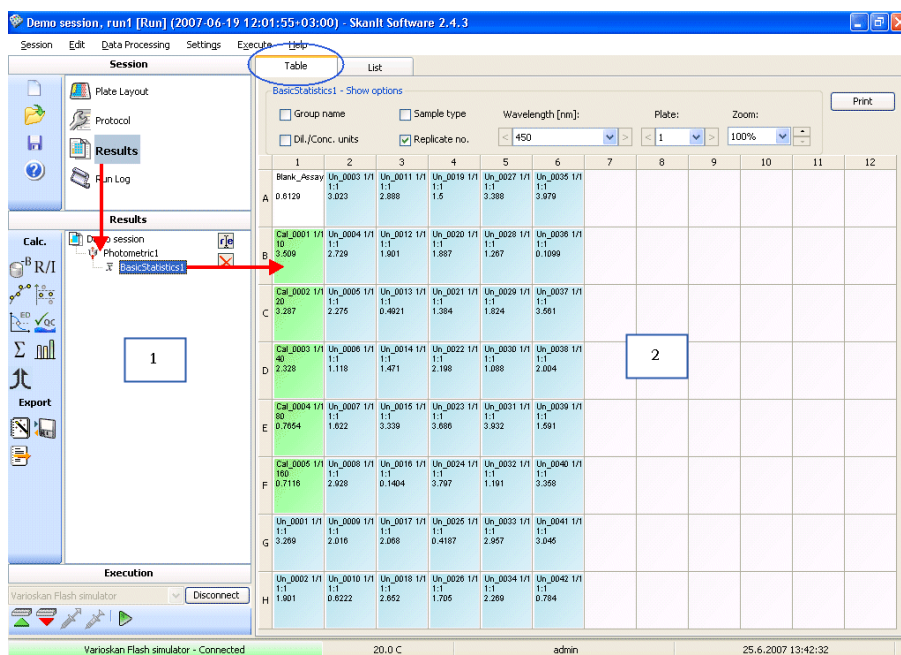 Demo session, run1 [Run] (2007-06-19 12:01:55+03:00) - SkanIt Software 2.4.3
Session Edit Data Processing Settings Execute Help
Session
Plate Layout
Protocol
Results
Run Log
Results
Demo session
Photometric1
x BasicStatistics1
Calc.
-B R/I
ED QC
Σ
Export
1
Execution
Varioskan Flash simulator Disconnect
Table List
BasicStatistics1 - Show options
Group name Sample type Wavelength [nm]: Plate: Zoom: Print
Dil./Conc. units Replicate no. < 450 > < 1 > 100%
1 2 3 4 5 6 7 8 9 10 11 12
Blank_Assay Un_0003 1/1 Un_0011 1/1 Un_0019 1/1 Un_0027 1/1 Un_0035 1/1
1:1 1:1 1:1 1:1 1:1
A 0.6129 3.023 2.888 1.5 3.388 3.979
Cal_0001 1/1 Un_0004 1/1 Un_0012 1/1 Un_0020 1/1 Un_0028 1/1 Un_0036 1/1
10 1:1 1:1 1:1 1:1 1:1
B 3.509 2.729 1.901 1.887 1.267 0.1099
Cal_0002 1/1 Un_0005 1/1 Un_0013 1/1 Un_0021 1/1 Un_0029 1/1 Un_0037 1/1
20 1:1 1:1 1:1 1:1 1:1
C 3.287 2.275 0.4921 1.384 1.824 3.561
Cal_0003 1/1 Un_0006 1/1 Un_0014 1/1 Un_0022 1/1 Un_0030 1/1 Un_0038 1/1
40 1:1 1:1 1:1 1:1 1:1
D 2.328 1.118 1.471 2.198 1.088 2.004
2
Cal_0004 1/1 Un_0007 1/1 Un_0015 1/1 Un_0023 1/1 Un_0031 1/1 Un_0039 1/1
80 1:1 1:1 1:1 1:1 1:1
E 0.7654 1.622 3.339 3.686 3.932 1.591
Cal_0005 1/1 Un_0008 1/1 Un_0016 1/1 Un_0024 1/1 Un_0032 1/1 Un_0040 1/1
160 1:1 1:1 1:1 1:1 1:1
F 0.7116 2.928 0.1404 3.797 1.191 3.358
Un_0001 1/1 Un_0009 1/1 Un_0017 1/1 Un_0025 1/1 Un_0033 1/1 Un_0041 1/1
1:1 1:1 1:1 1:1 1:1 1:1
G 3.269 2.016 2.068 0.4187 2.957 3.045
Un_0002 1/1 Un_0010 1/1 Un_0018 1/1 Un_0026 1/1 Un_0034 1/1 Un_0042 1/1
1:1 1:1 1:1 1:1 1:1 1:1
H 1.901 0.6222 2.652 1.705 2.269 0.784
Varioskan Flash simulator - Connected 20.0 C admin 25.6.2007 13:42:32